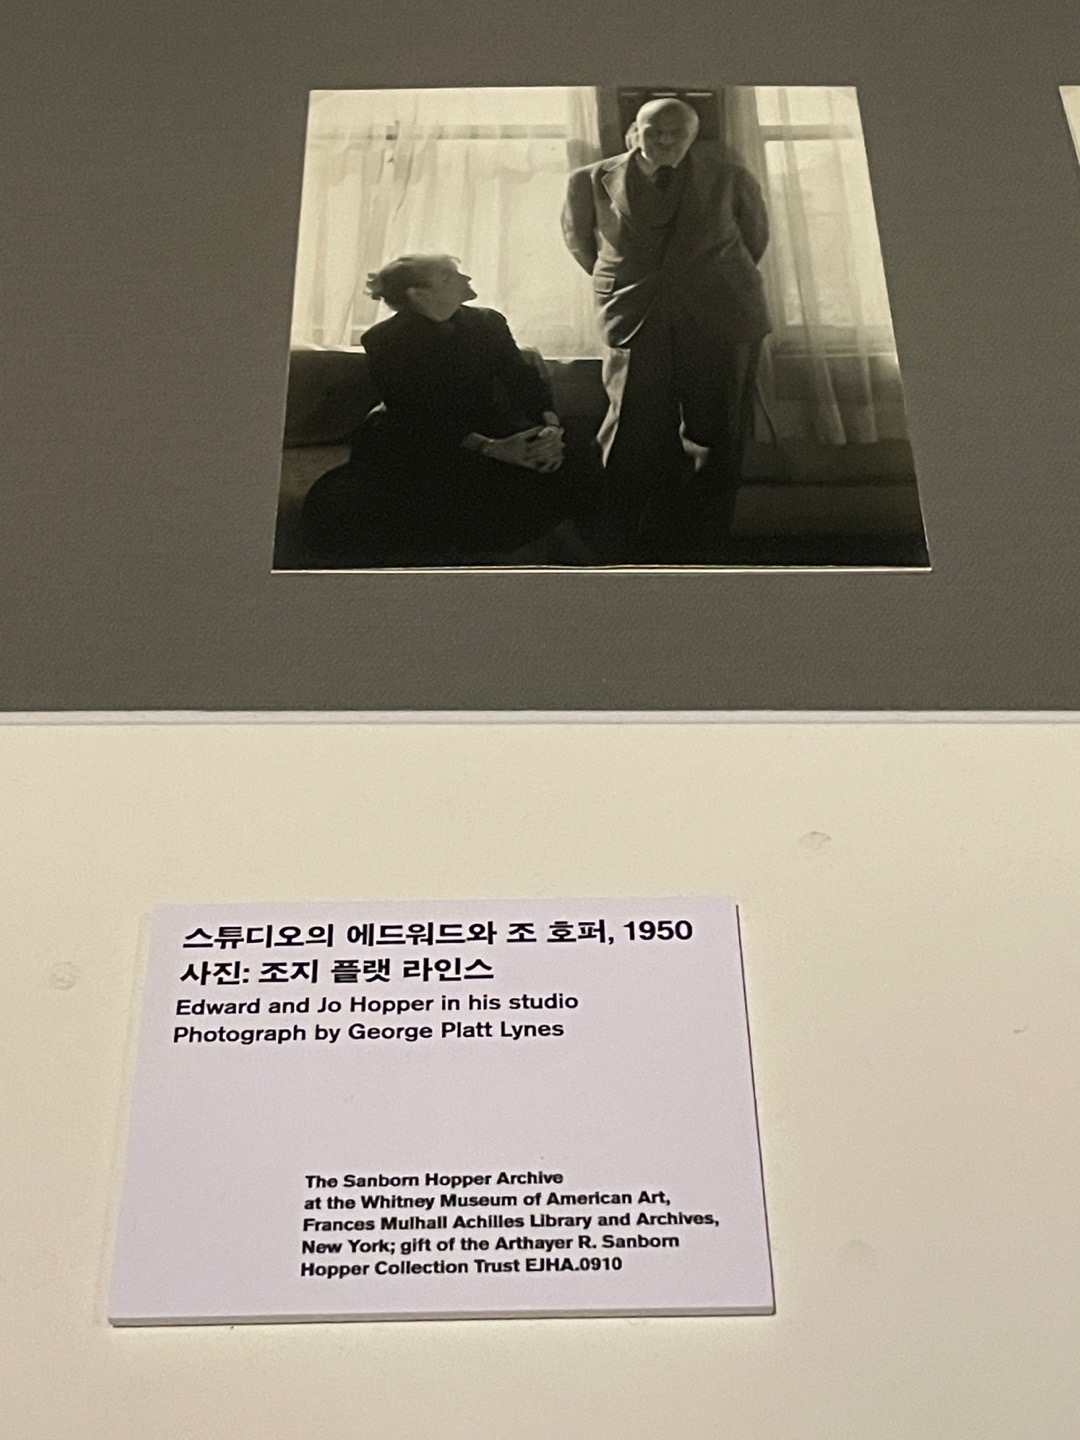 스튜디오의 에드워드와 조 호퍼, 1950
사진: 조지 플랫 라인스
Edward and Jo Hopper in his studio
Photograph by George Platt Lynes
The Sanborn Hopper Archive
at the Whitney Museum of American Art,
Frances Mulhall Achilles Library and Archives,
New York; gift of the Arthayer R. Sanborn
Hopper Collection Trust EJHA.0910